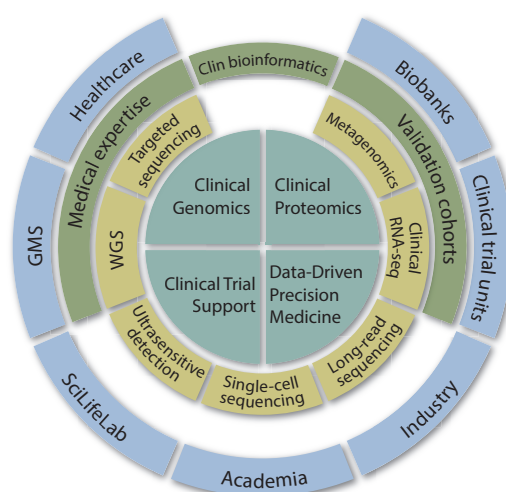 Healthcare
Clin bioinformatics
Biobanks
Medical expertise
Validation cohorts
Targeted
sequencing
Metagenomics
Clinical
Genomics
Clinical
Proteomics
GMS
WGS
Clinical
RNA-seq
Clinical trial units
Clinical Trial
Support
Data-Driven
Precision
Medicine
Ultrasensitive
detection
Single-cell
sequencing
Long-read
sequencing
SciLifeLab
Academia
Industry